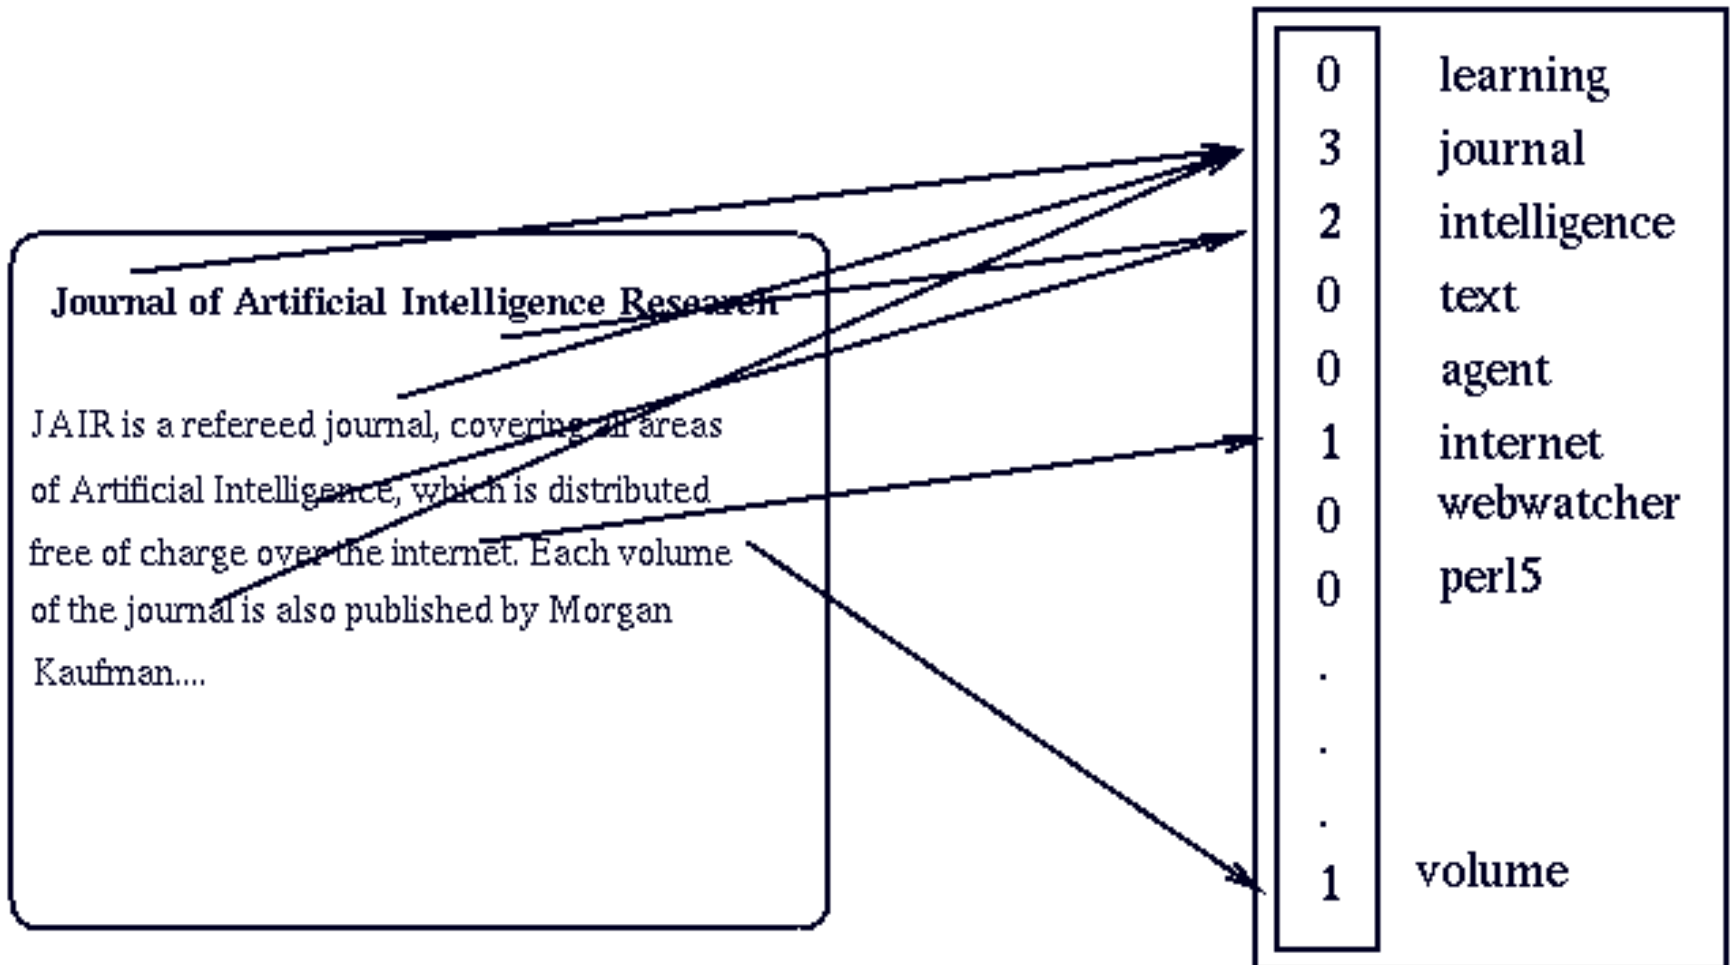 Journal of Artificial Intelligence Research
JAIR is a refereed journal, covering all areas
of Artificial Intelligence, which is distributed
free of charge over the internet. Each volume
of the journal is also published by Morgan
Kaufman....
0 learning
3 journal
2 intelligence
0 text
0 agent
1 internet
0 webwatcher
0 perl5
.
.
.
1 volume